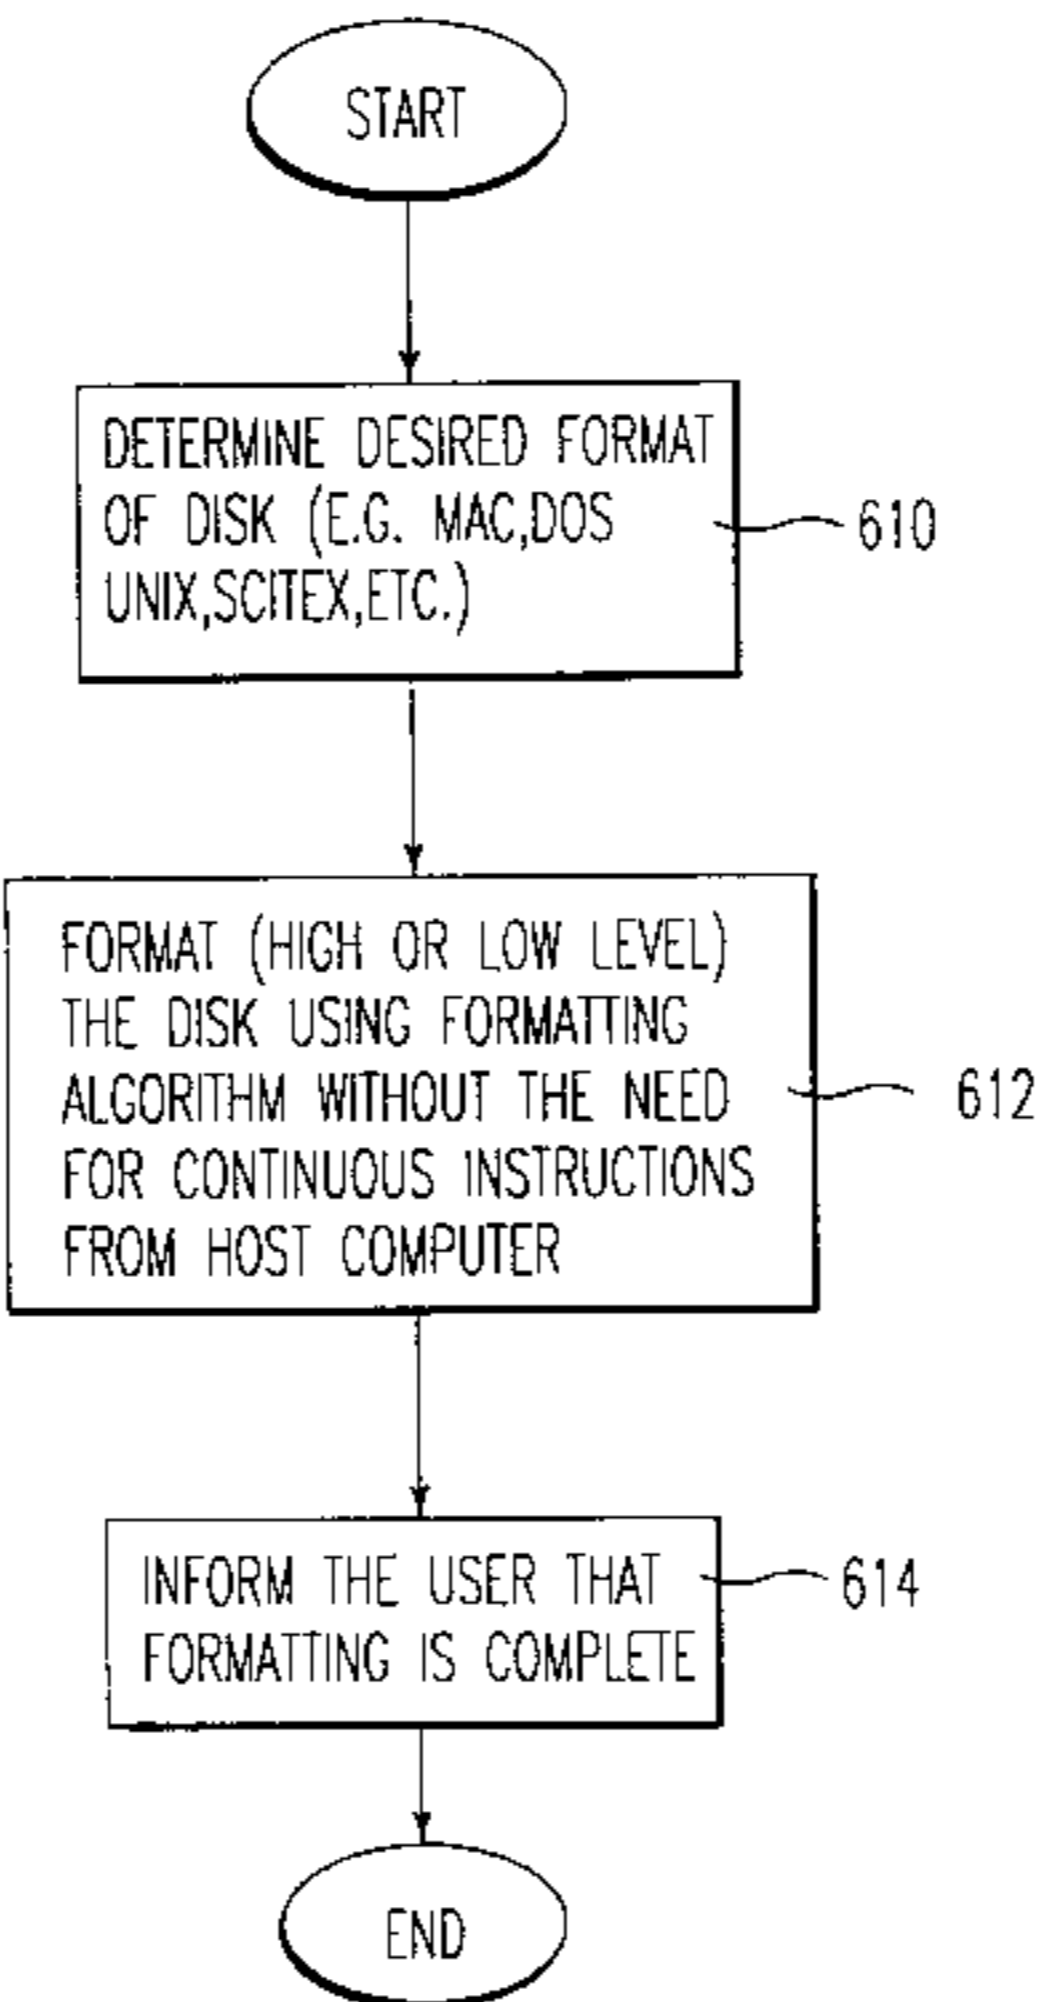 START
DETERMINE DESIRED FORMAT
OF DISK (E.G. MAC,DOS
UNIX,SCITEX,ETC.)
610
FORMAT (HIGH OR LOW LEVEL)
THE DISK USING FORMATTING
ALGORITHM WITHOUT THE NEED
FOR CONTINUOUS INSTRUCTIONS
FROM HOST COMPUTER
612
INFORM THE USER THAT
FORMATTING IS COMPLETE
614
END